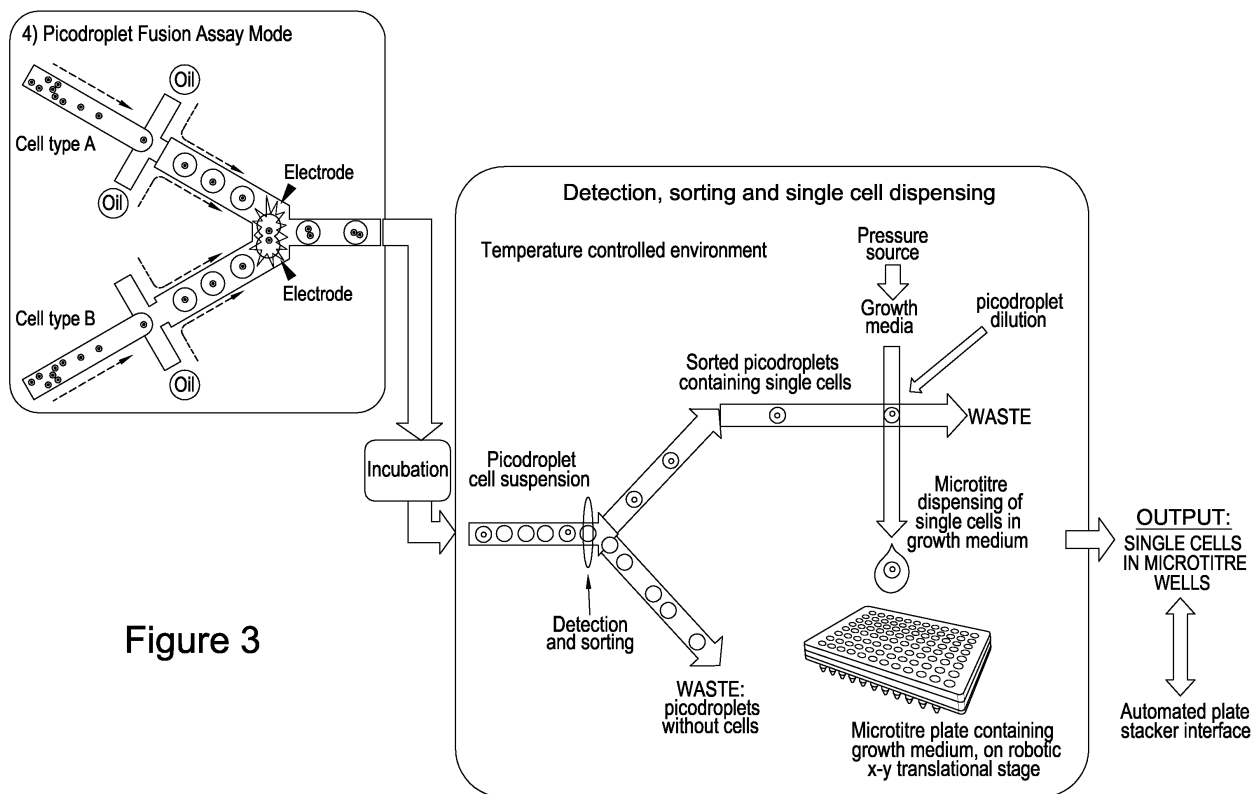 4) Picodroplet Fusion Assay Mode
Oil
Cell type A
Oil
Electrode
Electrode
Cell type B
Oil
Incubation
Detection, sorting and single cell dispensing
Temperature controlled environment
Pressure
source
Growth
media
picodroplet
dilution
Sorted picodroplets
containing single cells
WASTE
Picodroplet
cell suspension
Microtitre
dispensing of
single cells in
growth medium
Detection
and sorting
WASTE:
picodroplets
without cells
Microtitre plate containing
growth medium, on robotic
x-y translational stage
OUTPUT:
SINGLE CELLS
IN MICROTITRE
WELLS
Automated plate
stacker interface
Figure 3